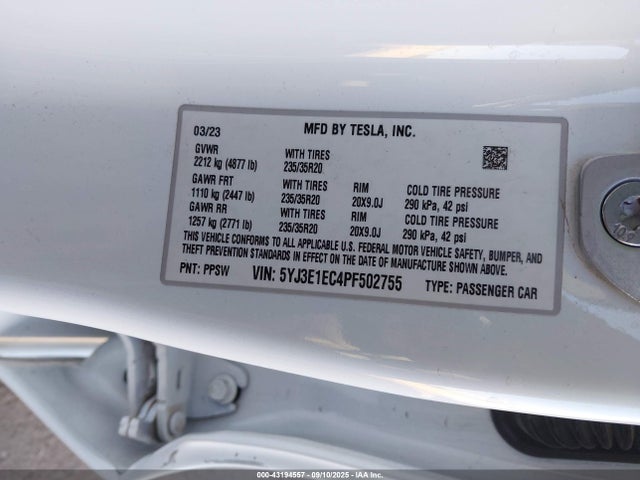 03/23 MFD BY TESLA, INC.
GVWR WITH TIRES
2212 kg (4877 lb) 235/35R20
GAWR FRT WITH TIRES RIM COLD TIRE PRESSURE
1110 kg (2447 lb) 235/35R20 20X9.0J 290 kPa, 42 psi
GAWR RR WITH TIRES RIM COLD TIRE PRESSURE
1257 kg (2771 lb) 235/35R20 20X9.0J 290 kPa, 42 psi
THIS VEHICLE CONFORMS TO ALL APPLICABLE U.S. FEDERAL MOTOR VEHICLE SAFETY, BUMPER, AND
THEFT PREVENTION STANDARDS IN EFFECT ON THE DATE OF MANUFACTURE SHOWN ABOVE.
PNT: PPSW VIN: 5YJ3E1EC4PF502755 TYPE: PASSENGER CAR
000-43194557 - 09/10/2025 - IAA Inc.